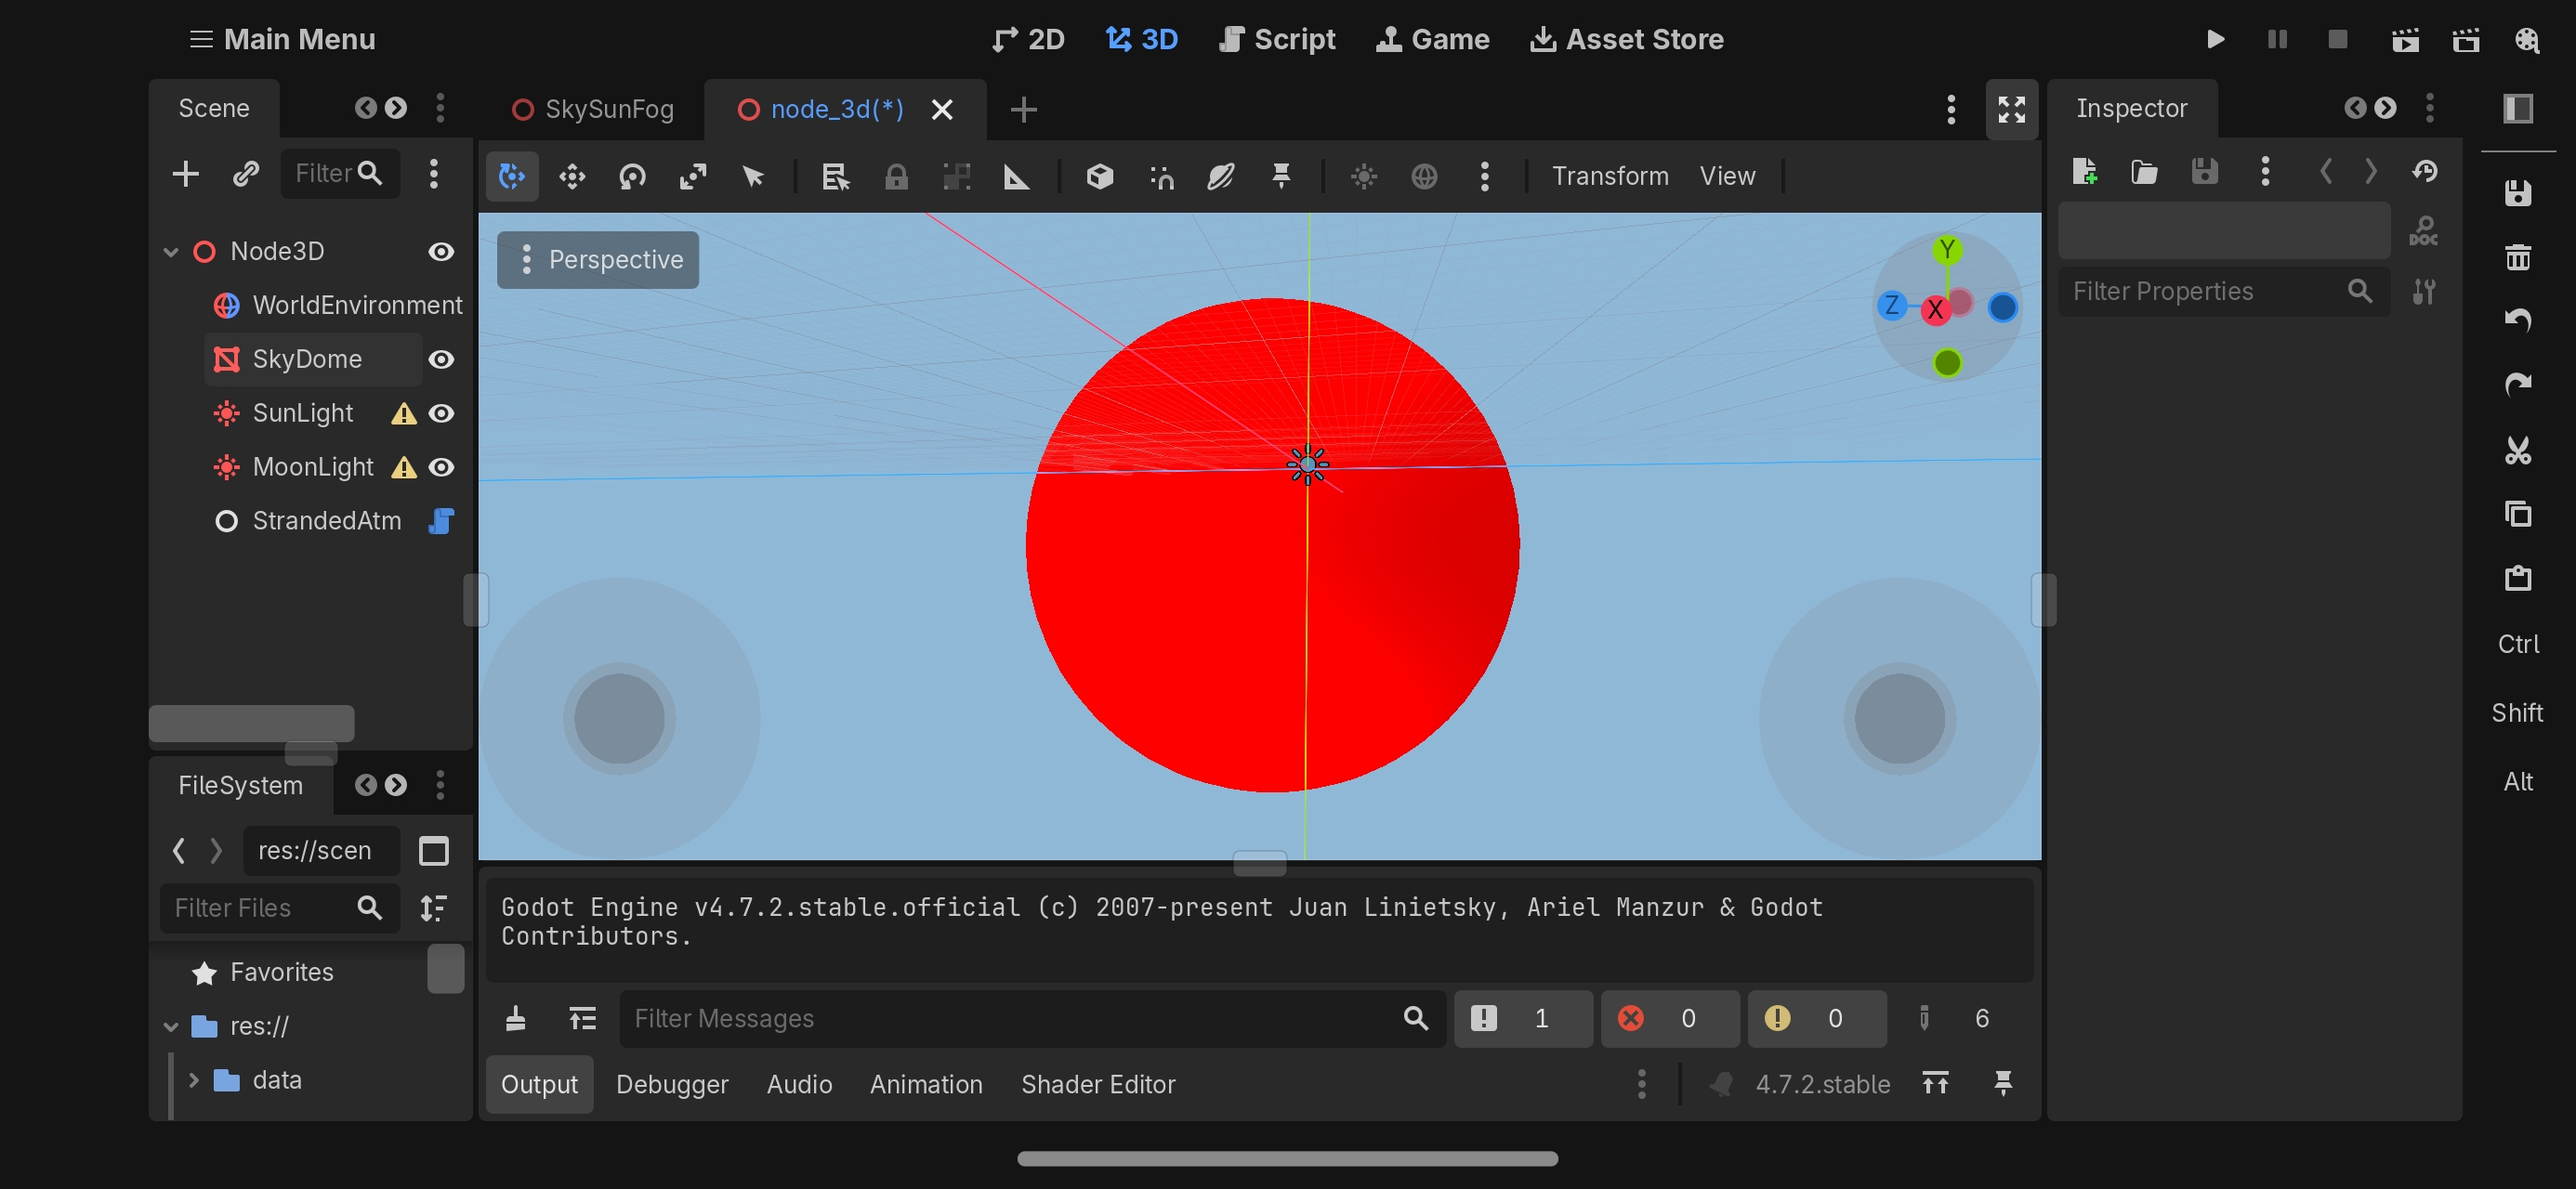 Main Menu
2D
3D
Script
Game
Asset Store
Scene
SkySunFog
node_3d(*)
Inspector
Filter
Transform
View
Node3D
WorldEnvironment
SkyDome
SunLight
MoonLight
StrandedAtm
Perspective
Y
Z
X
DOC
Filter Properties
Ctrl
Shift
Alt
FileSystem
res://scen
Filter Files
Favorites
res://
data
Godot Engine v4.7.2.stable.official (c) 2007-present Juan Linietsky, Ariel Manzur & Godot
Contributors.
Filter Messages
1
0
0
6
Output
Debugger
Audio
Animation
Shader Editor
4.7.2.stable